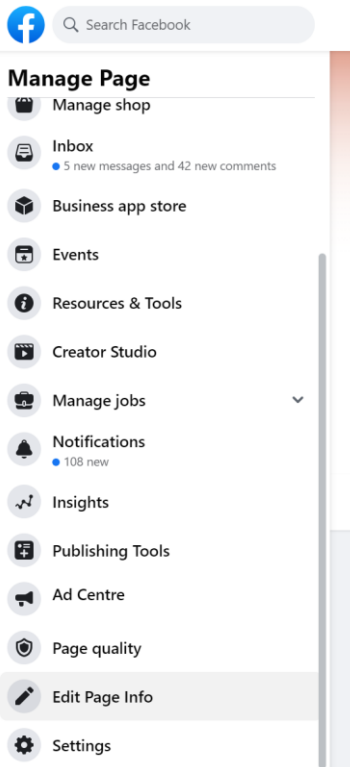 Search Facebook
Manage Page
Manage shop
Inbox
5 new messages and 42 new comments
Business app store
Events
Resources & Tools
Creator Studio
Manage jobs
Notifications
108 new
Insights
Publishing Tools
Ad Centre
Page quality
Edit Page Info
Settings